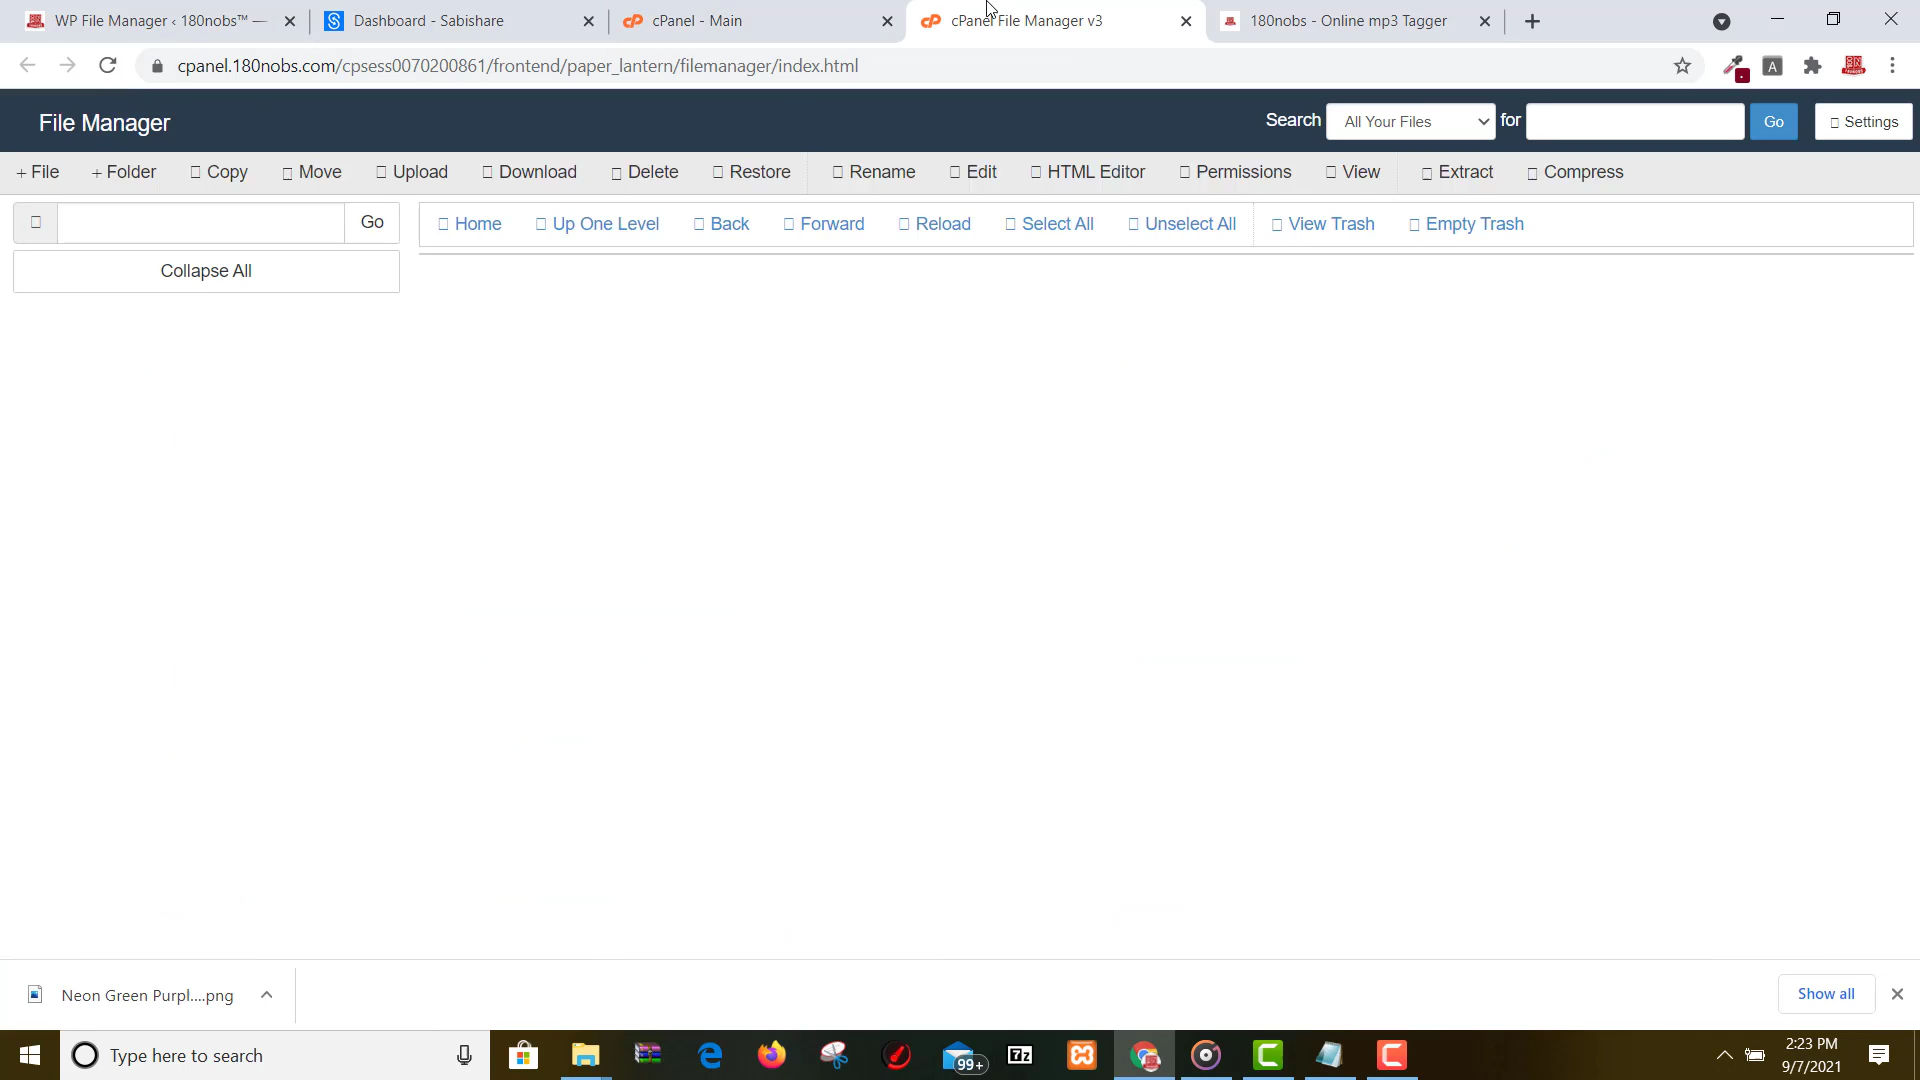 WP File Manager ‹ 180nobs™ —
Dashboard - Sabishare
cPanel - Main
cPanel File Manager v3
180nobs - Online mp3 Tagger
cpanel.180nobs.com/cpsess0070200861/frontend/paper_lantern/filemanager/index.html
File Manager
Search All Your Files for Go Settings
+ File + Folder Copy Move Upload Download Delete Restore Rename Edit HTML Editor Permissions View Extract Compress
Go
Home Up One Level Back Forward Reload Select All Unselect All View Trash Empty Trash
Collapse All
Neon Green Purpl....png
Show all
Type here to search
99+
7z
2:23 PM
9/7/2021